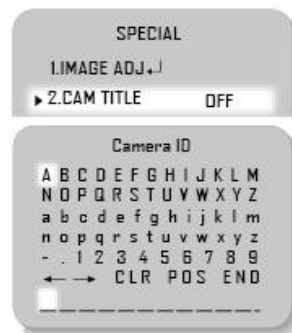 SPECIAL
1.IMAGE ADJ↵
▸ 2.CAM TITLE OFF
Camera ID
A B C D E F G H I J K L M
N O P Q R S T U V W X Y Z
a b c d e f g h i j k l m
n o p q r s t u v w x y z
- . 1 2 3 4 5 6 7 8 9
← → CLR POS END
_ _ _ _ _ _ _ _ _ _ _ _ -